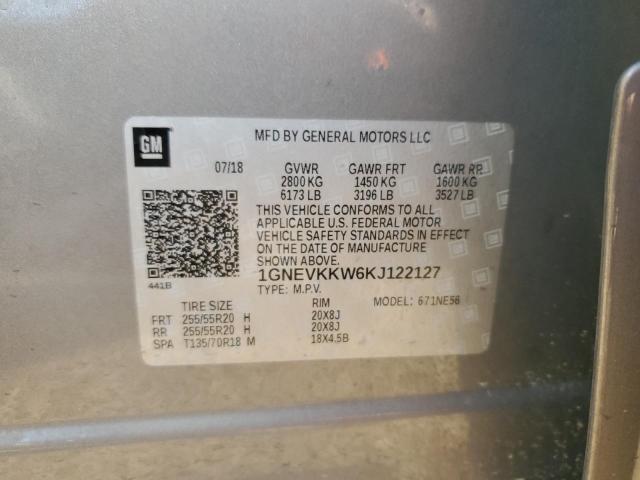 GM
MFD BY GENERAL MOTORS LLC
07/18 GVWR GAWR FRT GAWR RR
2800 KG 1450 KG 1600 KG
6173 LB 3196 LB 3527 LB
THIS VEHICLE CONFORMS TO ALL
APPLICABLE U.S. FEDERAL MOTOR
VEHICLE SAFETY STANDARDS IN EFFECT
ON THE DATE OF MANUFACTURE
SHOWN ABOVE.
1GNEVKKW6KJ122127
441B
TYPE: M.P.V. MODEL: 671NE56
TIRE SIZE RIM
FRT 255/55R20 H 20X8J
RR 255/55R20 H 20X8J
SPA T135/70R18 M 18X4.5B